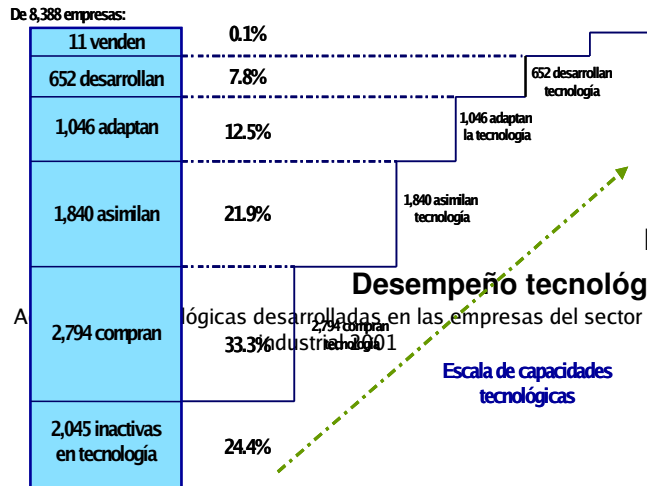 De 8,388 empresas:
11 venden
0.1%
652 desarrollan
7.8%
652 desarrollan
tecnología
1,046 adaptan
12.5%
1,046 adaptan
la tecnología
1,840 asimilan
21.9%
1,840 asimilan
tecnología
Desempeño tecnológ
lógicas desarrolladas en las empresas del sector
industrial 2001
2,794 compran
33.3%
2,794 compran
tecnología
Escala de capacidades
tecnológicas
2,045 inactivas
en tecnología
24.4%